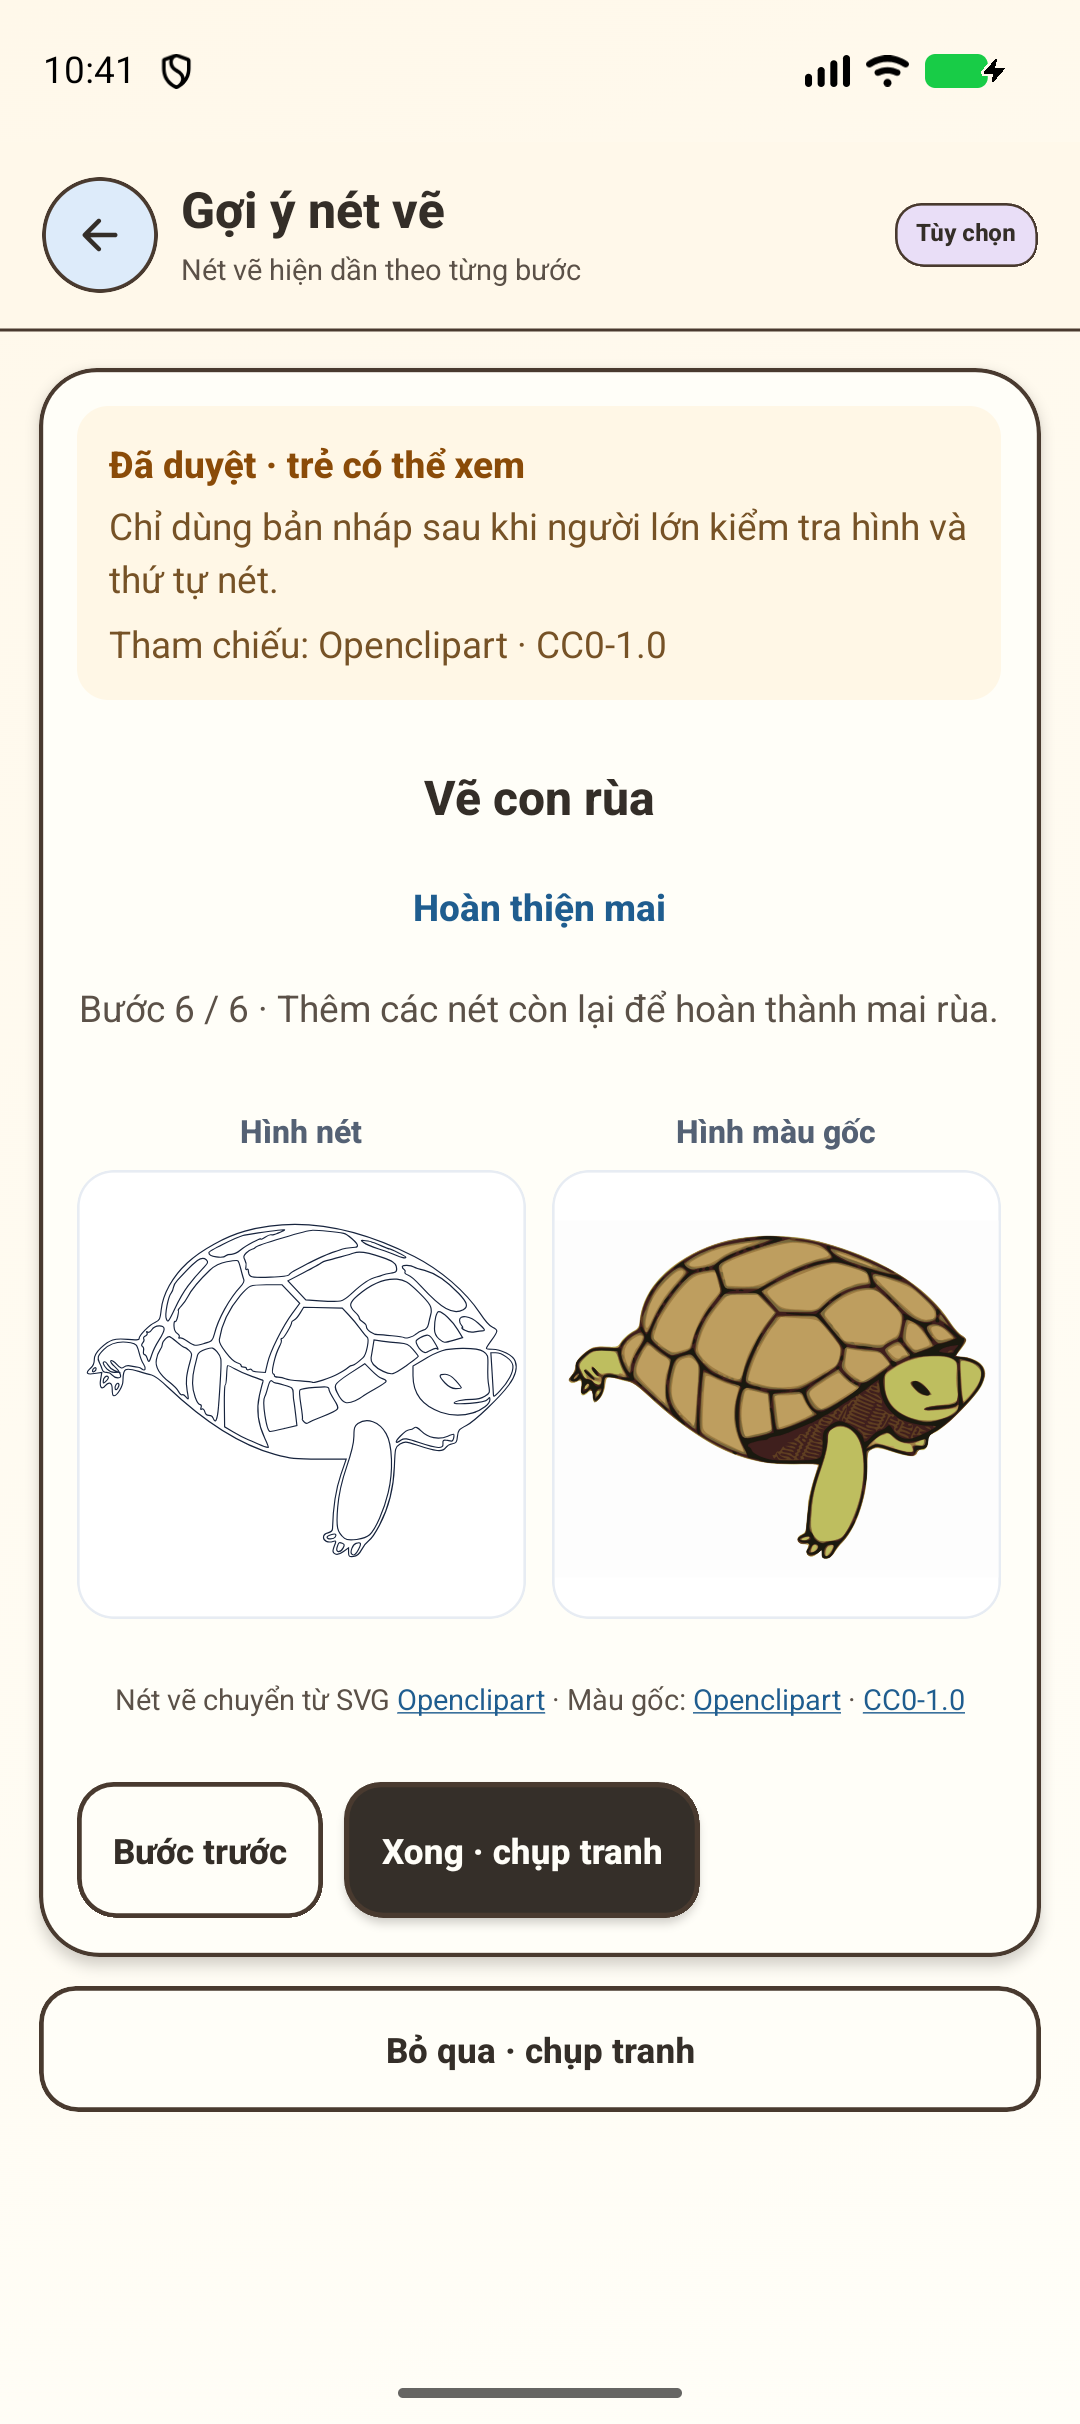 10:41
Gợi ý nét vẽ
Nét vẽ hiện dần theo từng bước
Tùy chọn
Đã duyệt · trẻ có thể xem
Chỉ dùng bản nháp sau khi người lớn kiểm tra hình và
thứ tự nét.
Tham chiếu: Openclipart · CC0-1.0
Vẽ con rùa
Hoàn thiện mai
Bước 6 / 6 · Thêm các nét còn lại để hoàn thành mai rùa.
Hình nét
Hình màu gốc
Nét vẽ chuyển từ SVG Openclipart · Màu gốc: Openclipart · CC0-1.0
Bước trước
Xong · chụp tranh
Bỏ qua · chụp tranh